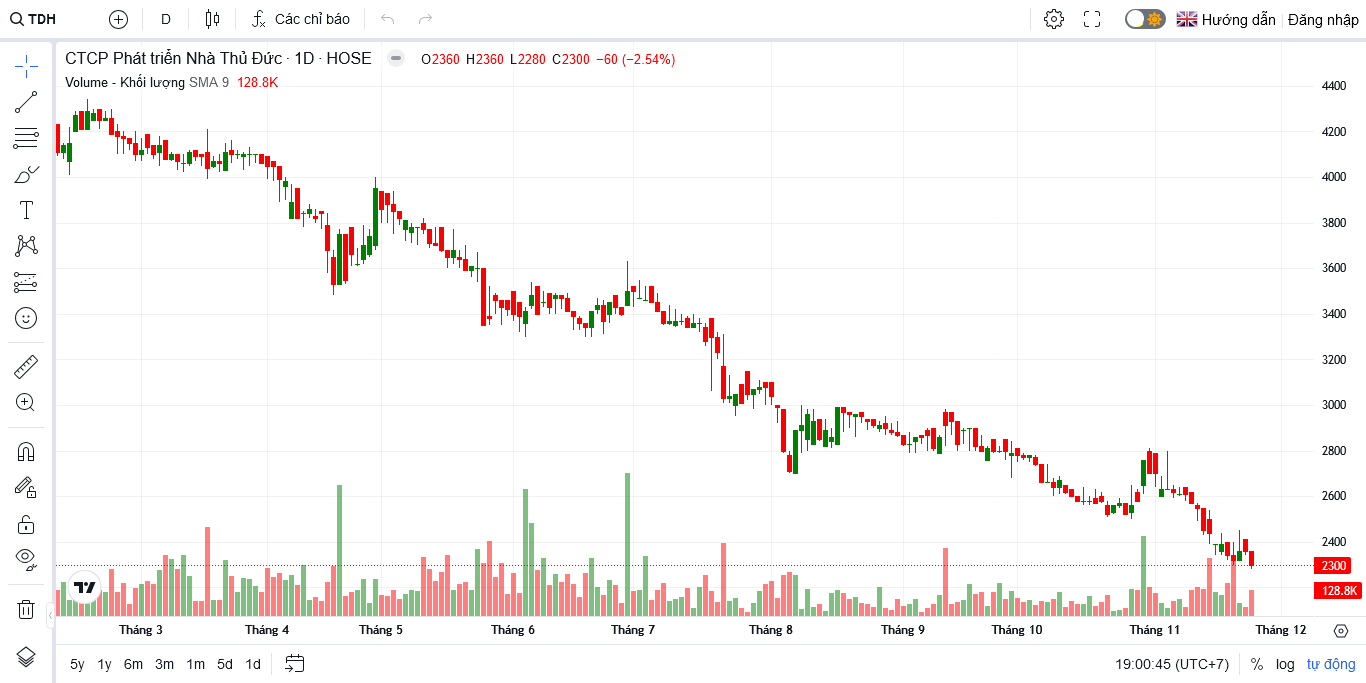 TDH D Các chỉ báo Hướng dẫn Đăng nhập
CTCP Phát triển Nhà Thủ Đức · 1D · HOSE O2360 H2360 L2280 C2300 −60 (−2.54%)
Volume - Khối lượng SMA 9 128.8K
4400
4200
4000
3800
3600
3400
3200
3000
2800
2600
2400
2300
128.8K
Tháng 3 Tháng 4 Tháng 5 Tháng 6 Tháng 7 Tháng 8 Tháng 9 Tháng 10 Tháng 11 Tháng 12
5y 1y 6m 3m 1m 5d 1d 19:00:45 (UTC+7) % log tự động